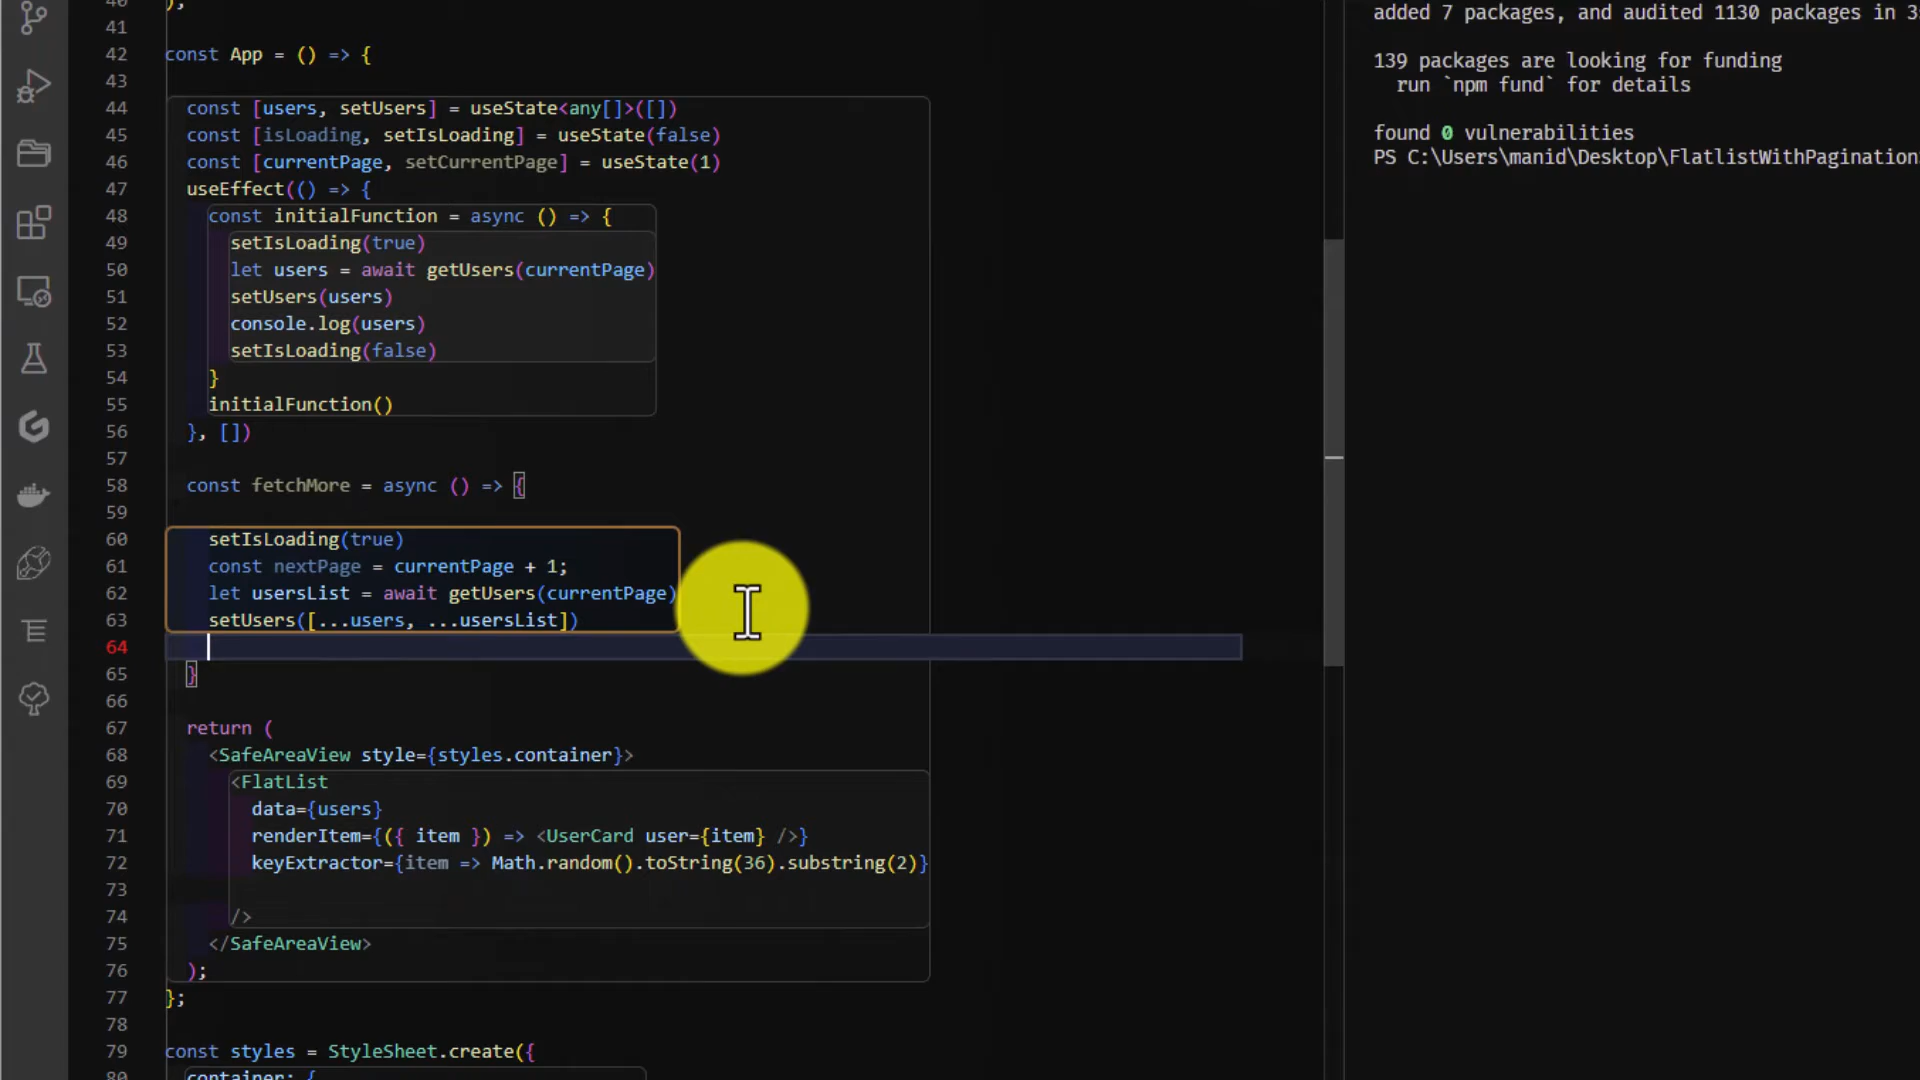 40 );
41
42 const App = () => {
43
44 const [users, setUsers] = useState<any[]>([])
45 const [isLoading, setIsLoading] = useState(false)
46 const [currentPage, setCurrentPage] = useState(1)
47 useEffect(() => {
48 const initialFunction = async () => {
49 setIsLoading(true)
50 let users = await getUsers(currentPage)
51 setUsers(users)
52 console.log(users)
53 setIsLoading(false)
54 }
55 initialFunction()
56 }, [])
57
58 const fetchMore = async () => {
59
60 setIsLoading(true)
61 const nextPage = currentPage + 1;
62 let usersList = await getUsers(currentPage)
63 setUsers([...users, ...usersList])
64
65 }
66
67 return (
68 <SafeAreaView style={styles.container}>
69 <FlatList
70 data={users}
71 renderItem={({ item }) => <UserCard user={item} />}
72 keyExtractor={item => Math.random().toString(36).substring(2)}
73
74 />
75 </SafeAreaView>
76 );
77 };
78
79 const styles = StyleSheet.create({
80 container: {
added 7 packages, and audited 1130 packages in 3
139 packages are looking for funding
run `npm fund` for details
found 0 vulnerabilities
PS C:\Users\manid\Desktop\FlatlistWithPagination